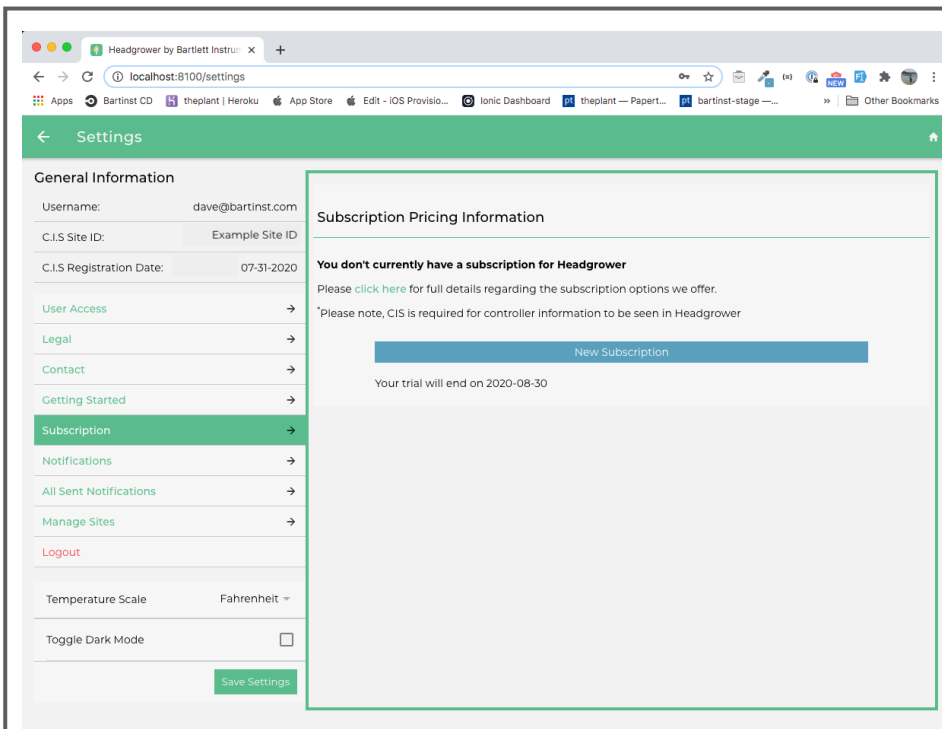 Headgrower by Bartlett Instrum
localhost:8100/settings
NEW
Apps Bartinst CD theplant | Heroku App Store Edit - iOS Provisio... Ionic Dashboard pt theplant — Papert... pt bartinst-stage —... » Other Bookmarks
Settings
General Information
Username: dave@bartinst.com
C.I.S Site ID: Example Site ID
C.I.S Registration Date: 07-31-2020
User Access
Legal
Contact
Getting Started
Subscription
Notifications
All Sent Notifications
Manage Sites
Logout
Temperature Scale Fahrenheit
Toggle Dark Mode
Save Settings
Subscription Pricing Information
You don't currently have a subscription for Headgrower
Please click here for full details regarding the subscription options we offer.
*Please note, CIS is required for controller information to be seen in Headgrower
New Subscription
Your trial will end on 2020-08-30